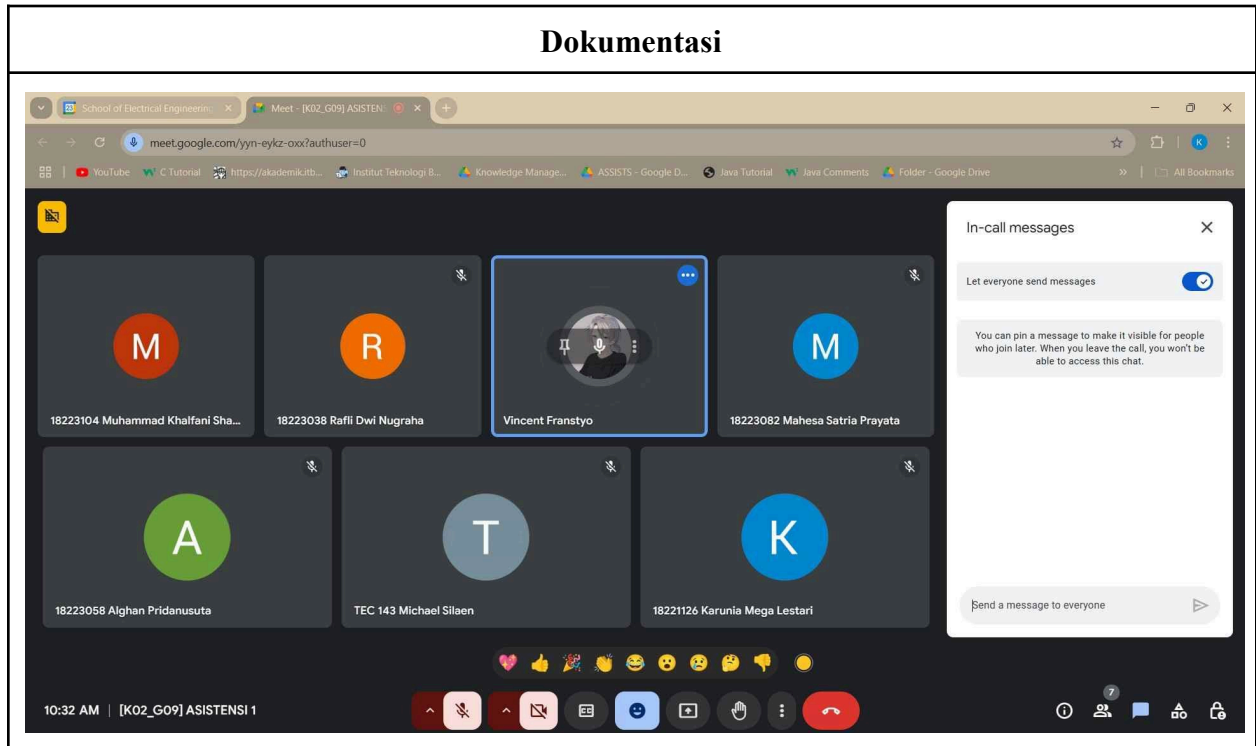 Dokumentasi
School of Electrical Engineerin
Meet - [K02_G09] ASISTEN
meet.google.com/yyn-eykz-oxx?authuser=0
K
YouTube
C Tutorial
https://akademik.itb...
Institut Teknologi B...
Knowledge Manage...
ASSISTS - Google D...
Java Tutorial
Java Comments
Folder - Google Drive
»
All Bookmarks
In-call messages
Let everyone send messages
You can pin a message to make it visible for people
who join later. When you leave the call, you won't be
able to access this chat.
M
18223104 Muhammad Khalfani Sha...
R
18223038 Rafli Dwi Nugraha
Vincent Franstyo
M
18223082 Mahesa Satria Prayata
A
18223058 Alghan Pridanusuta
T
TEC 143 Michael Silaen
K
18221126 Karunia Mega Lestari
Send a message to everyone
10:32 AM | [K02_G09] ASISTENSI 1
CC
7